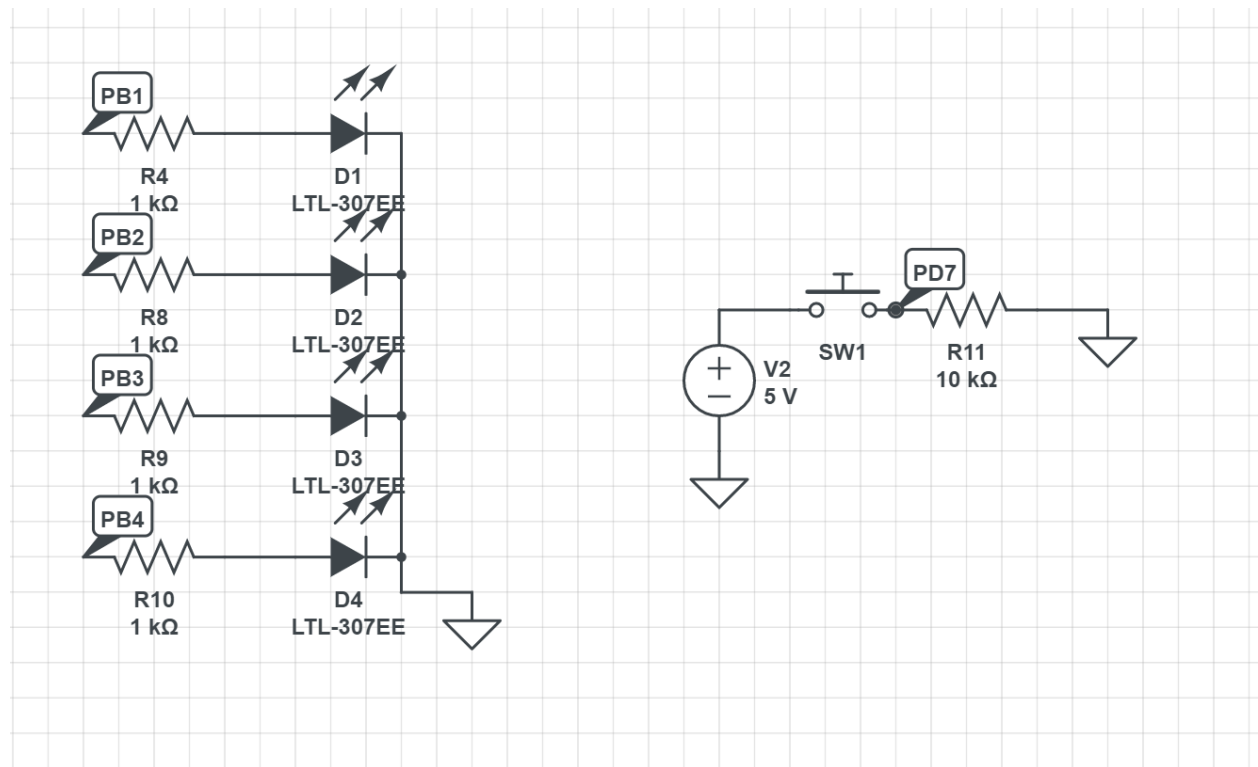 PB1
R4
1 kΩ
D1
LTL-307EE
PB2
R8
1 kΩ
D2
LTL-307EE
PB3
R9
1 kΩ
D3
LTL-307EE
PB4
R10
1 kΩ
D4
LTL-307EE
V2
5 V
SW1
PD7
R11
10 kΩ